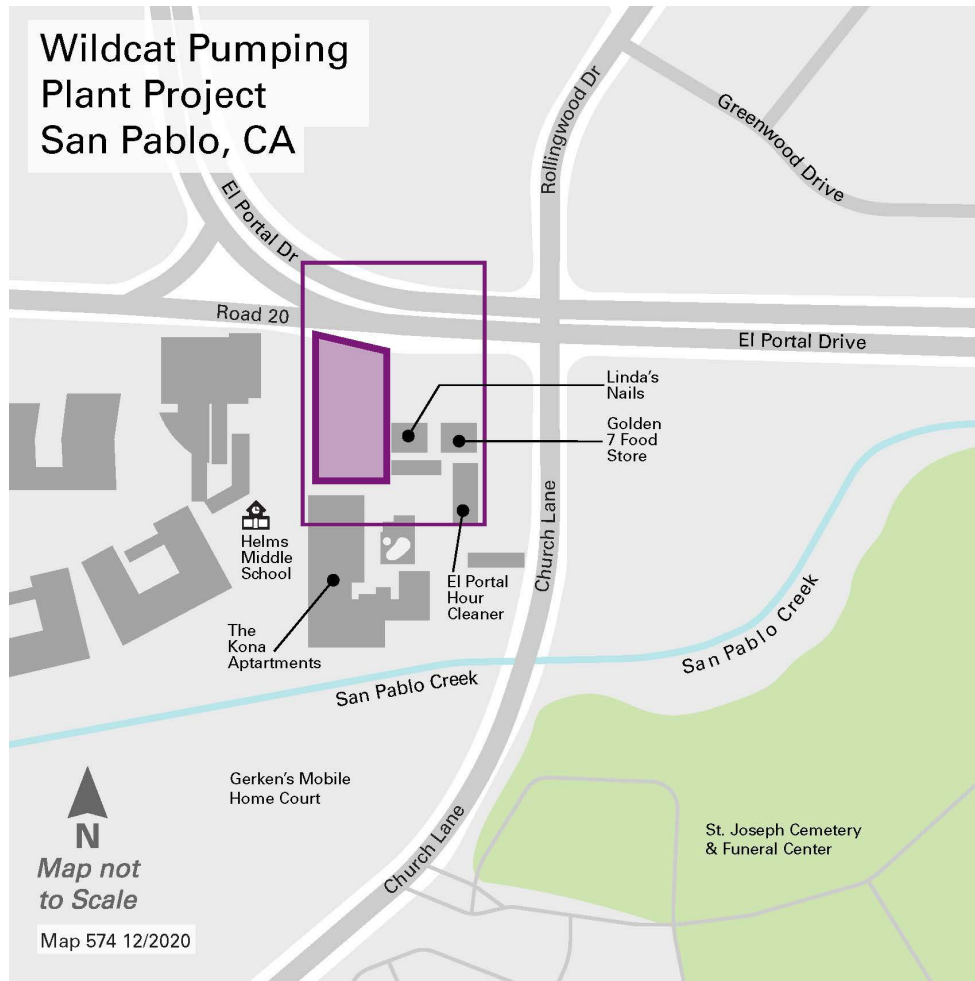 Wildcat Pumping
Plant Project
San Pablo, CA
Rollingwood Dr
Greenwood Drive
El Portal Dr
Road 20
El Portal Drive
Linda's
Nails
Golden
7 Food
Store
Church Lane
Helms
Middle
School
El Portal
Hour
Cleaner
The
Kona
Aptartments
San Pablo Creek
San Pablo Creek
Gerken's Mobile
Home Court
Church Lane
St. Joseph Cemetery
& Funeral Center
N
Map not
to Scale
Map 574 12/2020